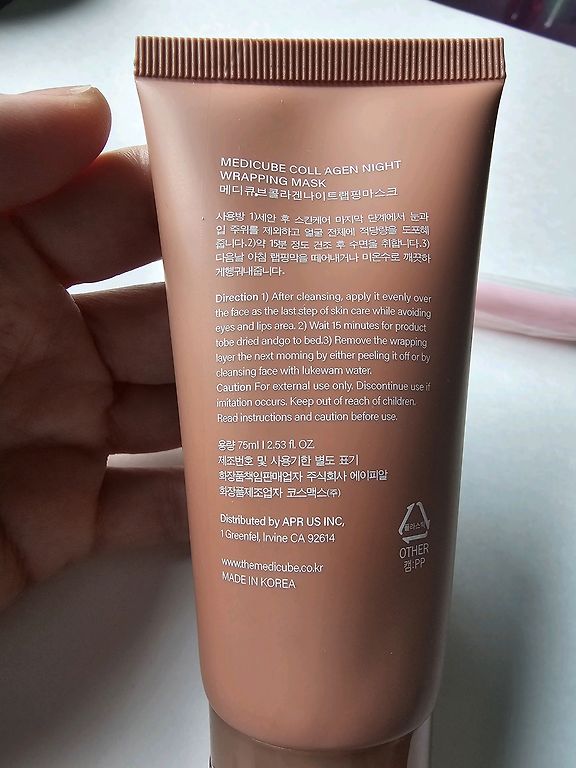 MEDICUBE COLL AGEN NIGHT
WRAPPING MASK
메디큐브콜라겐나이트랩핑마스크
사용방 1)세안 후 스킨케어 마지막 단계에서 눈과
입 주위를 제외하고 얼굴 전체에 적당량을 도포해
줍니다.2)약 15분 정도 건조 후 수면을 취합니다.3)
다음날 아침 랩핑막을 떼어내거나 미온수로 깨끗하
게헹궈내줍니다.
Direction 1) After cleansing, apply it evenly over
the face as the last step of skin care while avoiding
eyes and lips area. 2) Wait 15 minutes for product
tobe dried andgo to bed.3) Remove the wrapping
layer the next moming by either peeling it off or by
cleansing face with lukewam water.
Caution For external use only. Discontinue use if
imitation occurs. Keep out of reach of children.
Read instructions and caution before use.
용량 75ml I 2.53 fl. OZ.
제조번호 및 사용기한 별도 표기
화장품책임판매업자 주식회사 에이피알
화장품제조업자 코스맥스(주)
Distributed by APR US INC,
1 Greenfel, Irvine CA 92614
www.themedicube.co.kr
MADE IN KOREA
플라스틱
OTHER
캡:PP